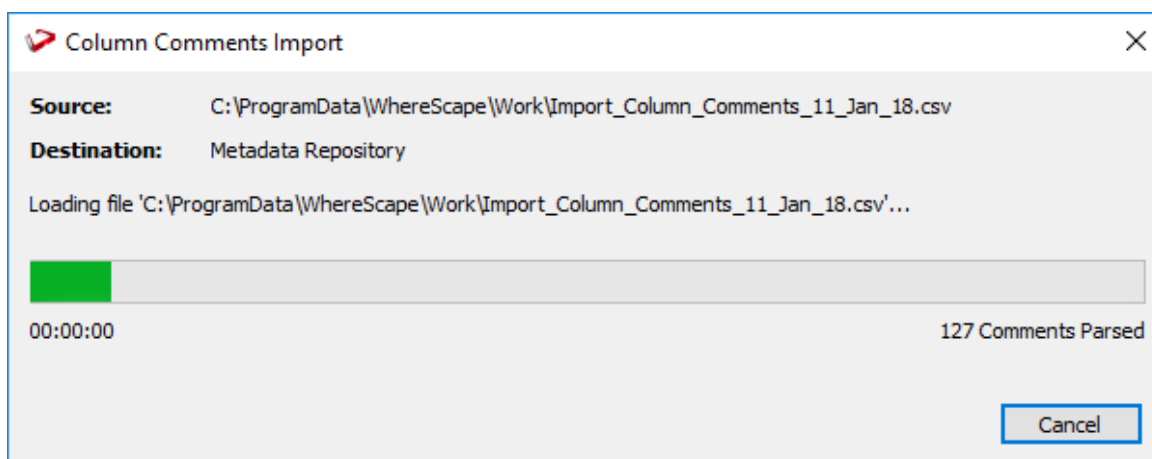 Column Comments Import
Source: C:\ProgramData\WhereScape\Work\Import_Column_Comments_11_Jan_18.csv
Destination: Metadata Repository
Loading file 'C:\ProgramData\WhereScape\Work\Import_Column_Comments_11_Jan_18.csv'...
00:00:00 127 Comments Parsed
Cancel